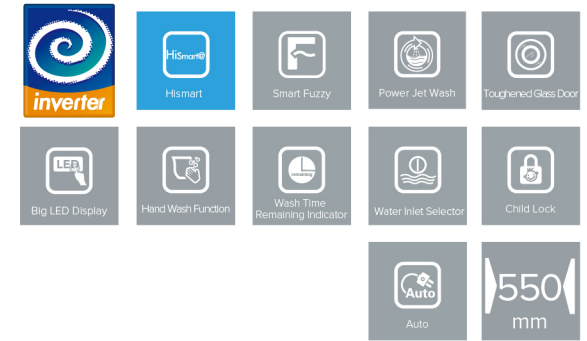 inverter
HiSmart@
Hismart
Smart Fuzzy
Power Jet Wash
Toughened Glass Door
LED
Big LED Display
Hand Wash Function
remaining
Wash Time
Remaining Indicator
Water Inlet Selector
Child Lock
Auto
Auto
550
mm